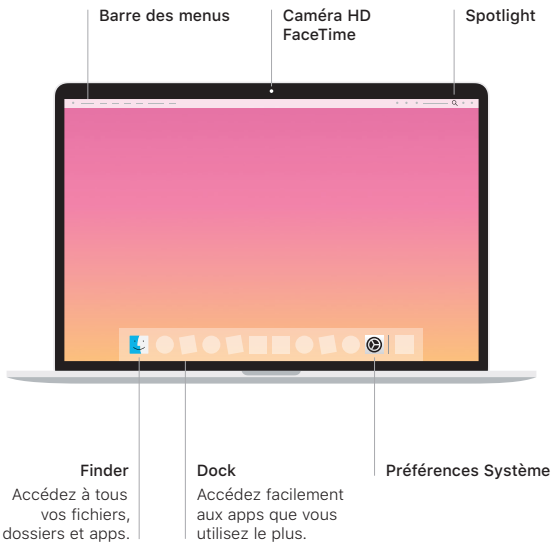 Barre des menus
Caméra HD
FaceTime
Spotlight
Finder
Accédez à tous
vos fichiers,
dossiers et apps.
Dock
Accédez facilement
aux apps que vous
utilisez le plus.
Préférences Système